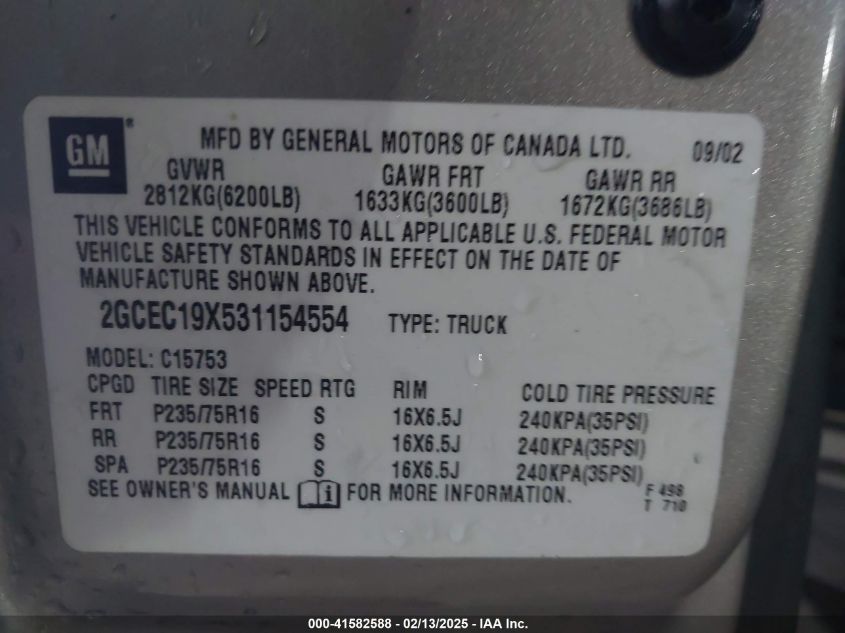 GM®
MFD BY GENERAL MOTORS OF CANADA LTD. 09/02
GVWR GAWR FRT GAWR RR
2812KG(6200LB) 1633KG(3600LB) 1672KG(3686LB)
THIS VEHICLE CONFORMS TO ALL APPLICABLE U.S. FEDERAL MOTOR
VEHICLE SAFETY STANDARDS IN EFFECT ON THE DATE OF
MANUFACTURE SHOWN ABOVE.
2GCEC19X531154554 TYPE: TRUCK
MODEL: C15753
CPGD TIRE SIZE SPEED RTG RIM COLD TIRE PRESSURE
FRT P235/75R16 S 16X6.5J 240KPA(35PSI)
RR P235/75R16 S 16X6.5J 240KPA(35PSI)
SPA P235/75R16 S 16X6.5J 240KPA(35PSI)
SEE OWNER'S MANUAL i FOR MORE INFORMATION. F 498
T 710
000-41582588 - 02/13/2025 - IAA Inc.